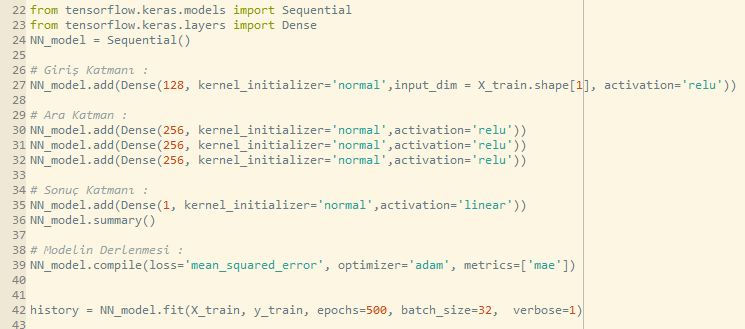 22 from tensorflow.keras.models import Sequential
23 from tensorflow.keras.layers import Dense
24 NN_model = Sequential()
25
26 # Giriş Katmanı :
27 NN_model.add(Dense(128, kernel_initializer='normal',input_dim = X_train.shape[1], activation='relu'))
28
29 # Ara Katman :
30 NN_model.add(Dense(256, kernel_initializer='normal',activation='relu'))
31 NN_model.add(Dense(256, kernel_initializer='normal',activation='relu'))
32 NN_model.add(Dense(256, kernel_initializer='normal',activation='relu'))
33
34 # Sonuç Katmanı :
35 NN_model.add(Dense(1, kernel_initializer='normal',activation='linear'))
36 NN_model.summary()
37
38 # Modelin Derlenmesi :
39 NN_model.compile(loss='mean_squared_error', optimizer='adam', metrics=['mae'])
40
41
42 history = NN_model.fit(X_train, y_train, epochs=500, batch_size=32,  verbose=1)
43